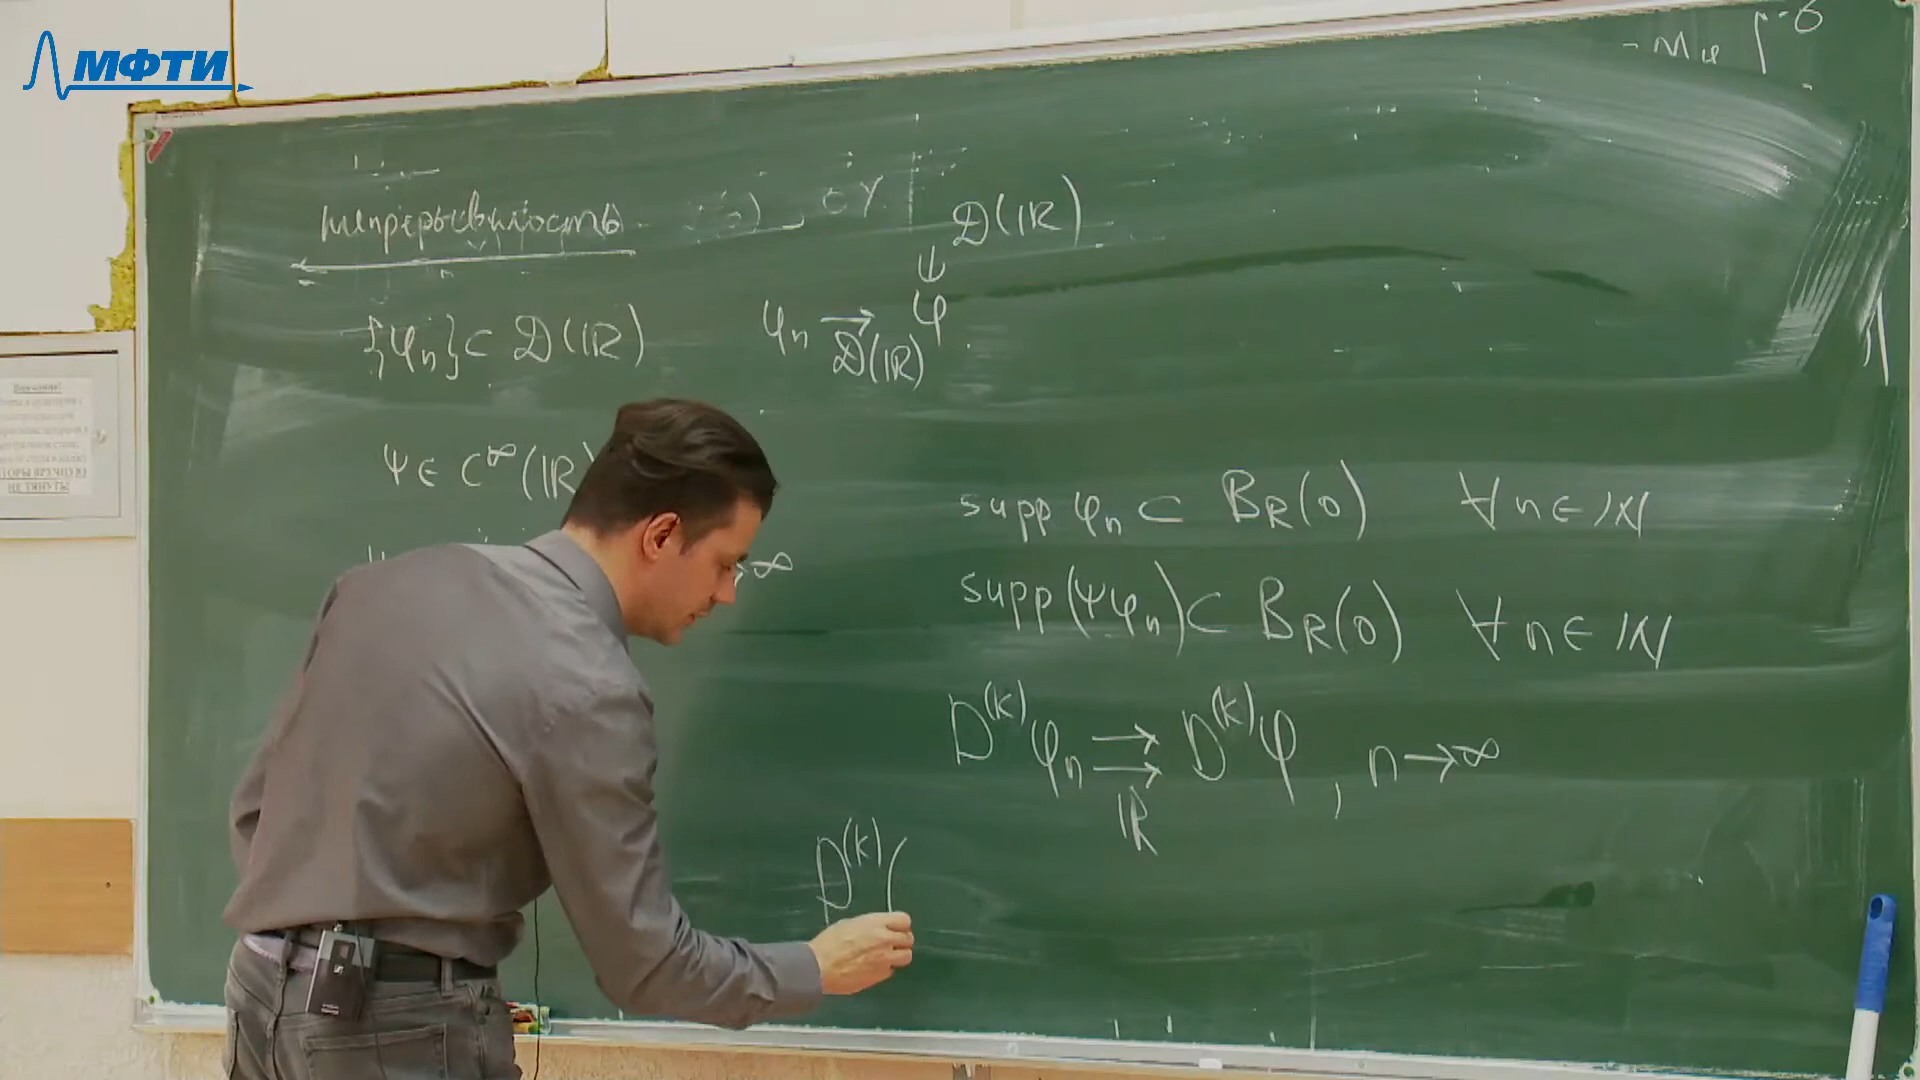 МФТИ
непрерывность
D(ℝ)
{φₙ} ⊂ D(ℝ) φₙ → φ
D(ℝ)
ψ ∈ C^∞(ℝ)
→ ∞
supp φₙ ⊂ B_R(0) ∀ n ∈ ℕ
supp(ψφₙ) ⊂ B_R(0) ∀ n ∈ ℕ
D^(k) φₙ ⇉ D^(k) φ, n → ∞
ℝ
D^(k)(